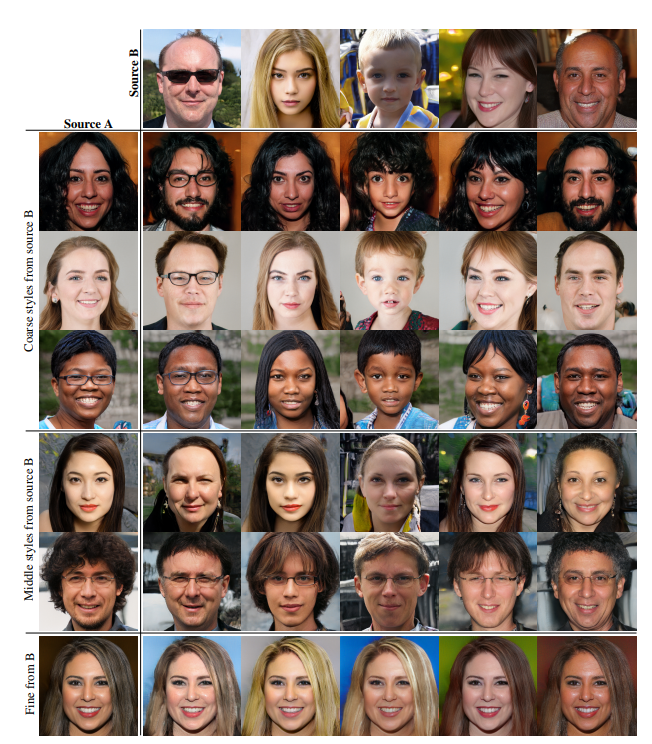 Source B
Source A
Coarse styles from source B
Middle styles from source B
Fine from B